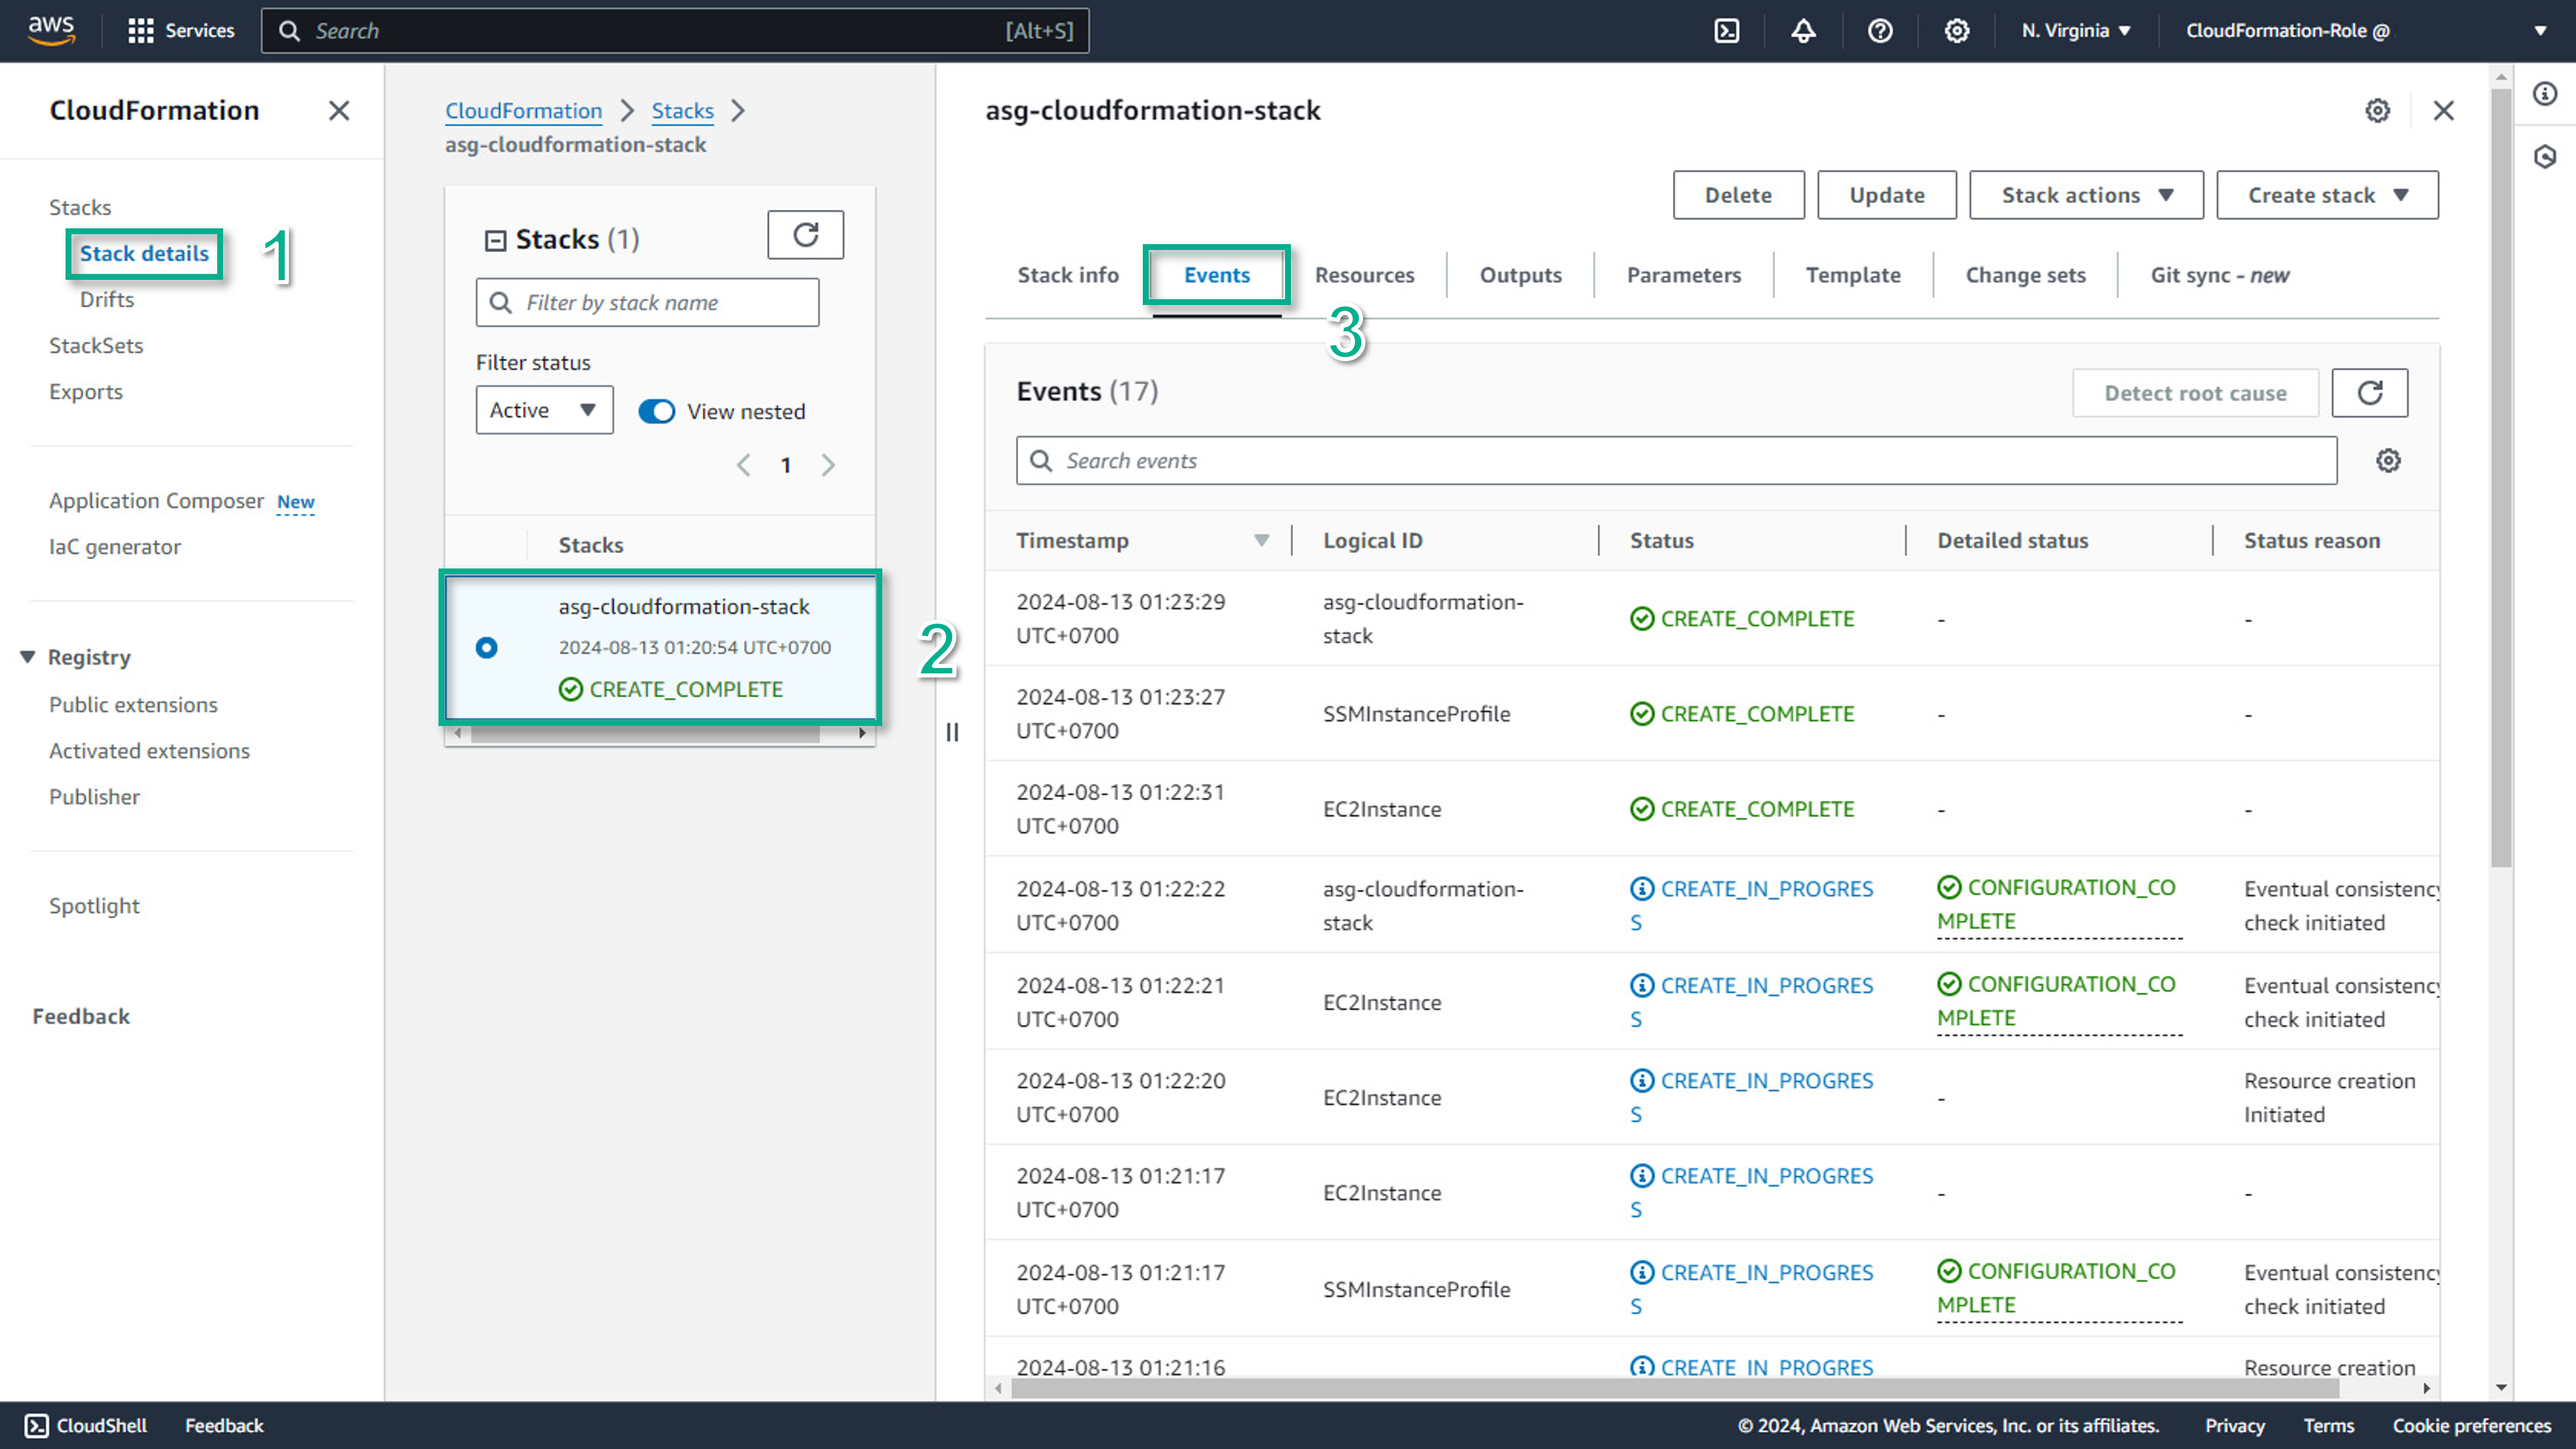 aws
Services
Search
[Alt+S]
N. Virginia
CloudFormation-Role @
CloudFormation
Stacks
Stack details
1
Drifts
StackSets
Exports
Application Composer New
IaC generator
Registry
Public extensions
Activated extensions
Publisher
Spotlight
Feedback
CloudFormation
Stacks
asg-cloudformation-stack
Stacks (1)
Filter by stack name
Filter status
Active
View nested
1
Stacks
asg-cloudformation-stack
2024-08-13 01:20:54 UTC+0700
CREATE_COMPLETE
2
asg-cloudformation-stack
Delete
Update
Stack actions
Create stack
Stack info
Events
Resources
Outputs
Parameters
Template
Change sets
Git sync - new
3
Events (17)
Detect root cause
Search events
Timestamp
Logical ID
Status
Detailed status
Status reason
2024-08-13 01:23:29
UTC+0700
asg-cloudformation-
stack
CREATE_COMPLETE
-
-
2024-08-13 01:23:27
UTC+0700
SSMInstanceProfile
CREATE_COMPLETE
-
-
2024-08-13 01:22:31
UTC+0700
EC2Instance
CREATE_COMPLETE
-
-
2024-08-13 01:22:22
UTC+0700
asg-cloudformation-
stack
CREATE_IN_PROGRES
S
CONFIGURATION_CO
MPLETE
Eventual consistency
check initiated
2024-08-13 01:22:21
UTC+0700
EC2Instance
CREATE_IN_PROGRES
S
CONFIGURATION_CO
MPLETE
Eventual consistency
check initiated
2024-08-13 01:22:20
UTC+0700
EC2Instance
CREATE_IN_PROGRES
S
-
Resource creation
Initiated
2024-08-13 01:21:17
UTC+0700
EC2Instance
CREATE_IN_PROGRES
S
-
-
2024-08-13 01:21:17
UTC+0700
SSMInstanceProfile
CREATE_IN_PROGRES
S
CONFIGURATION_CO
MPLETE
Eventual consistency
check initiated
2024-08-13 01:21:16
CREATE_IN_PROGRES
Resource creation
CloudShell
Feedback
© 2024, Amazon Web Services, Inc. or its affiliates.
Privacy
Terms
Cookie preferences